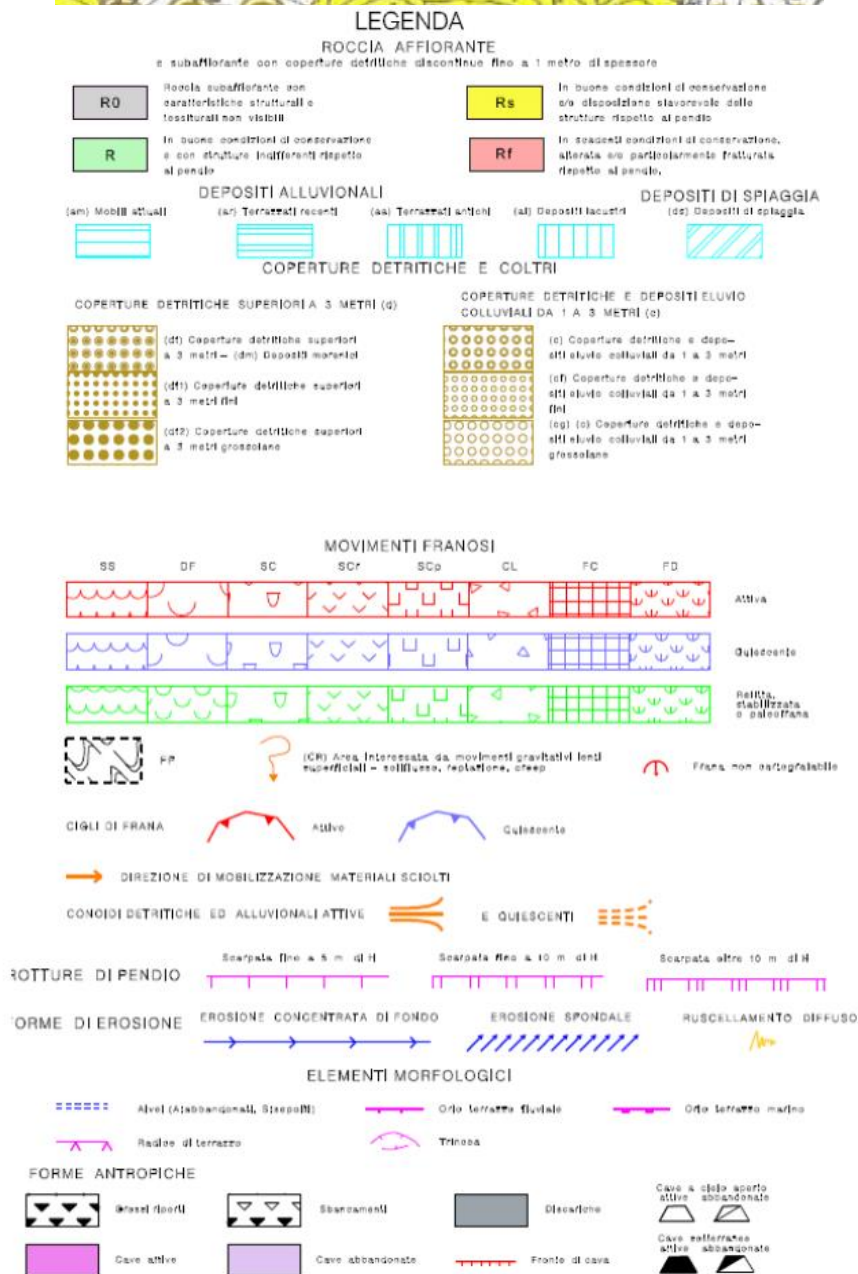 LEGENDA
ROCCIA AFFIORANTE
e subaffiorante con coperture detritiche discontinue fino a 1 metro di spessore
R0
Roccia subaffiorante con
caratteristiche strutturali e
tessiturali non visibili
Rs
In buone condizioni di conservazione
e/o disposizione sfavorevole delle
strutture rispetto al pendio
R
In buone condizioni di conservazione
e con strutture indifferenti rispetto
al pendio
Rf
In scadenti condizioni di conservazione,
alterata e/o particolarmente fratturata
rispetto al pendio,
DEPOSITI ALLUVIONALI
DEPOSITI DI SPIAGGIA
(am) Mobili attuali
(ar) Terrazzati recenti
(aa) Terrazzati antichi
(al) Depositi lacustri
(ds) Depositi di spiaggia
COPERTURE DETRITICHE E COLTRI
COPERTURE DETRITICHE SUPERIORI A 3 METRI (d)
COPERTURE DETRITICHE E DEPOSITI ELUVIO
COLLUVIALI DA 1 A 3 METRI (c)
(dt) Coperture detritiche superiori
a 3 metri – (dm) Depositi morenici
(dt1) Coperture detritiche superiori
a 3 metri fini
(dt2) Coperture detritiche superiori
a 3 metri grossolane
(c) Coperture detritiche e depo–
siti eluvio colluviali da 1 a 3 metri
(cf) Coperture detritiche e depo–
siti eluvio colluviali da 1 a 3 metri
fini
(cg) (c) Coperture detritiche e depo–
siti eluvio colluviali da 1 a 3 metri
grossolane
MOVIMENTI FRANOSI
SS DF SC SCr SCp CL FC FD
Attiva
Quiescente
Relitta,
stabilizzata
o paleofrana
FP
(CR) Area interessata da movimenti gravitativi lenti
superficiali – soliflusso, reptazione, creep
Frana non cartografabile
CIGLI DI FRANA
Attivo
Quiescente
DIREZIONE DI MOBILIZZAZIONE MATERIALI SCIOLTI
CONOIDI DETRITICHE ED ALLUVIONALI ATTIVE
E QUIESCENTI
ROTTURE DI PENDIO
Scarpata fino a 5 m di H
Scarpata fino a 10 m di H
Scarpata oltre 10 m di H
FORME DI EROSIONE
EROSIONE CONCENTRATA DI FONDO
EROSIONE SPONDALE
RUSCELLAMENTO DIFFUSO
ELEMENTI MORFOLOGICI
Alvei (A;abbandonati, S;sepolti)
Orlo terrazzo fluviale
Orlo terrazzo marino
Radice di terrazzo
Trincea
FORME ANTROPICHE
Grossi riporti
Sbancamenti
Discariche
Cave a cielo aperto
attive abbandonate
Cave attive
Cave abbandonate
Fronte di cava
Cave sotterranee
attive abbandonate